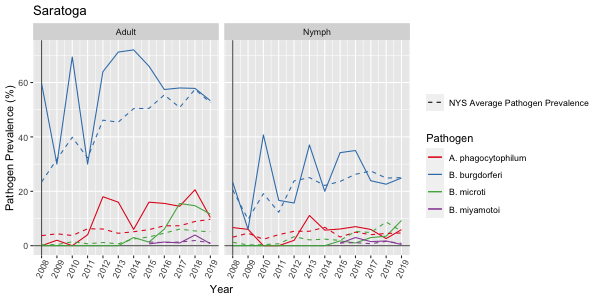 Saratoga
Adult
Nymph
Pathogen Prevalence (%)
60
40
20
0
2008 2009 2010 2011 2012 2013 2014 2015 2016 2017 2018 2019
2008 2009 2010 2011 2012 2013 2014 2015 2016 2017 2018 2019
Year
NYS Average Pathogen Prevalence
Pathogen
A. phagocytophilum
B. burgdorferi
B. microti
B. miyamotoi